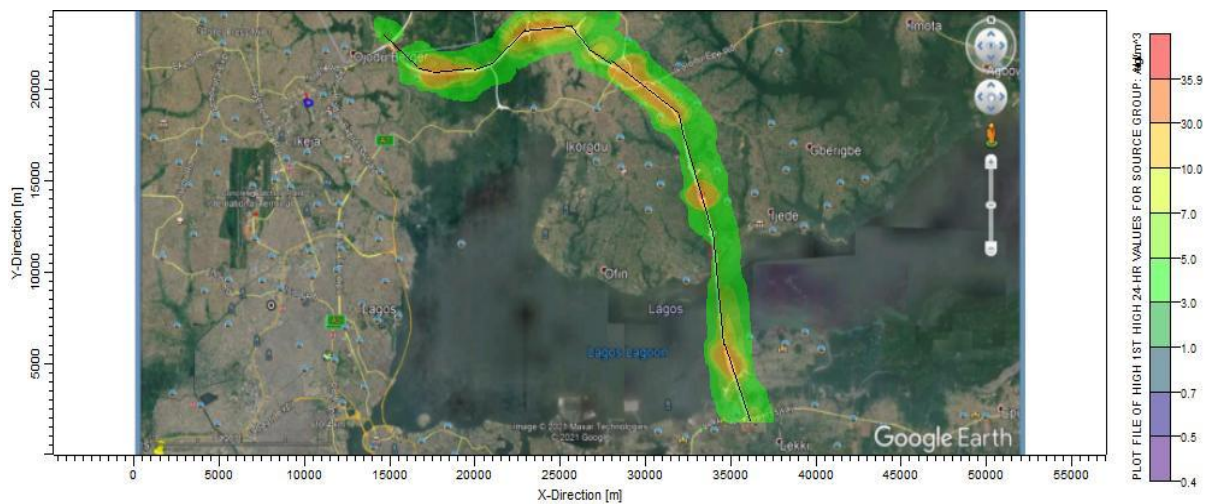 Y-Direction [m]
20000
15000
10000
5000
Imota
Ojodu Berger
Ikeja
Ikorodu
Gberigbe
Ijede
Ofin
Lagos
Lagos
Lagos Lagoon
Image © 2021 Maxar Technologies
© 2021 Google
Lekki
Google Earth
0
5000
10000
15000
20000
25000
30000
35000
40000
45000
50000
55000
X-Direction [m]
PLOT FILE OF HIGH 1ST HIGH 24-HR VALUES FOR SOURCE GROUP:
35.9
30.0
10.0
7.0
5.0
3.0
1.0
0.7
0.5
0.4